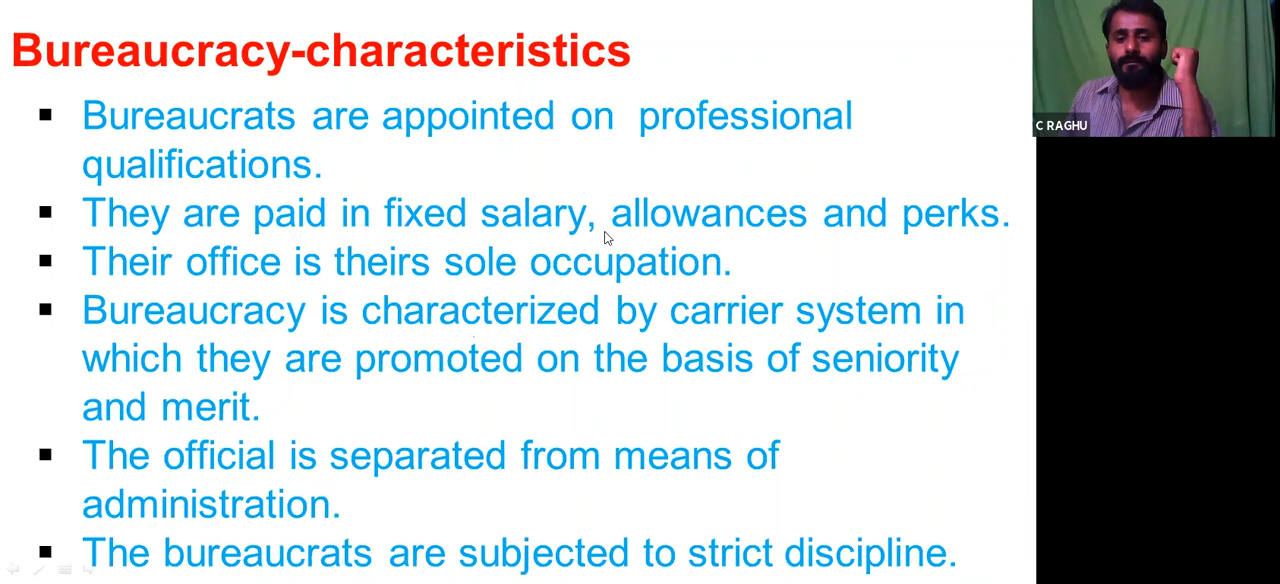 Bureaucracy-characteristics
▪ Bureaucrats are appointed on professional
qualifications.
▪ They are paid in fixed salary, allowances and perks.
▪ Their office is theirs sole occupation.
▪ Bureaucracy is characterized by carrier system in
which they are promoted on the basis of seniority
and merit.
▪ The official is separated from means of
administration.
▪ The bureaucrats are subjected to strict discipline.
C RAGHU